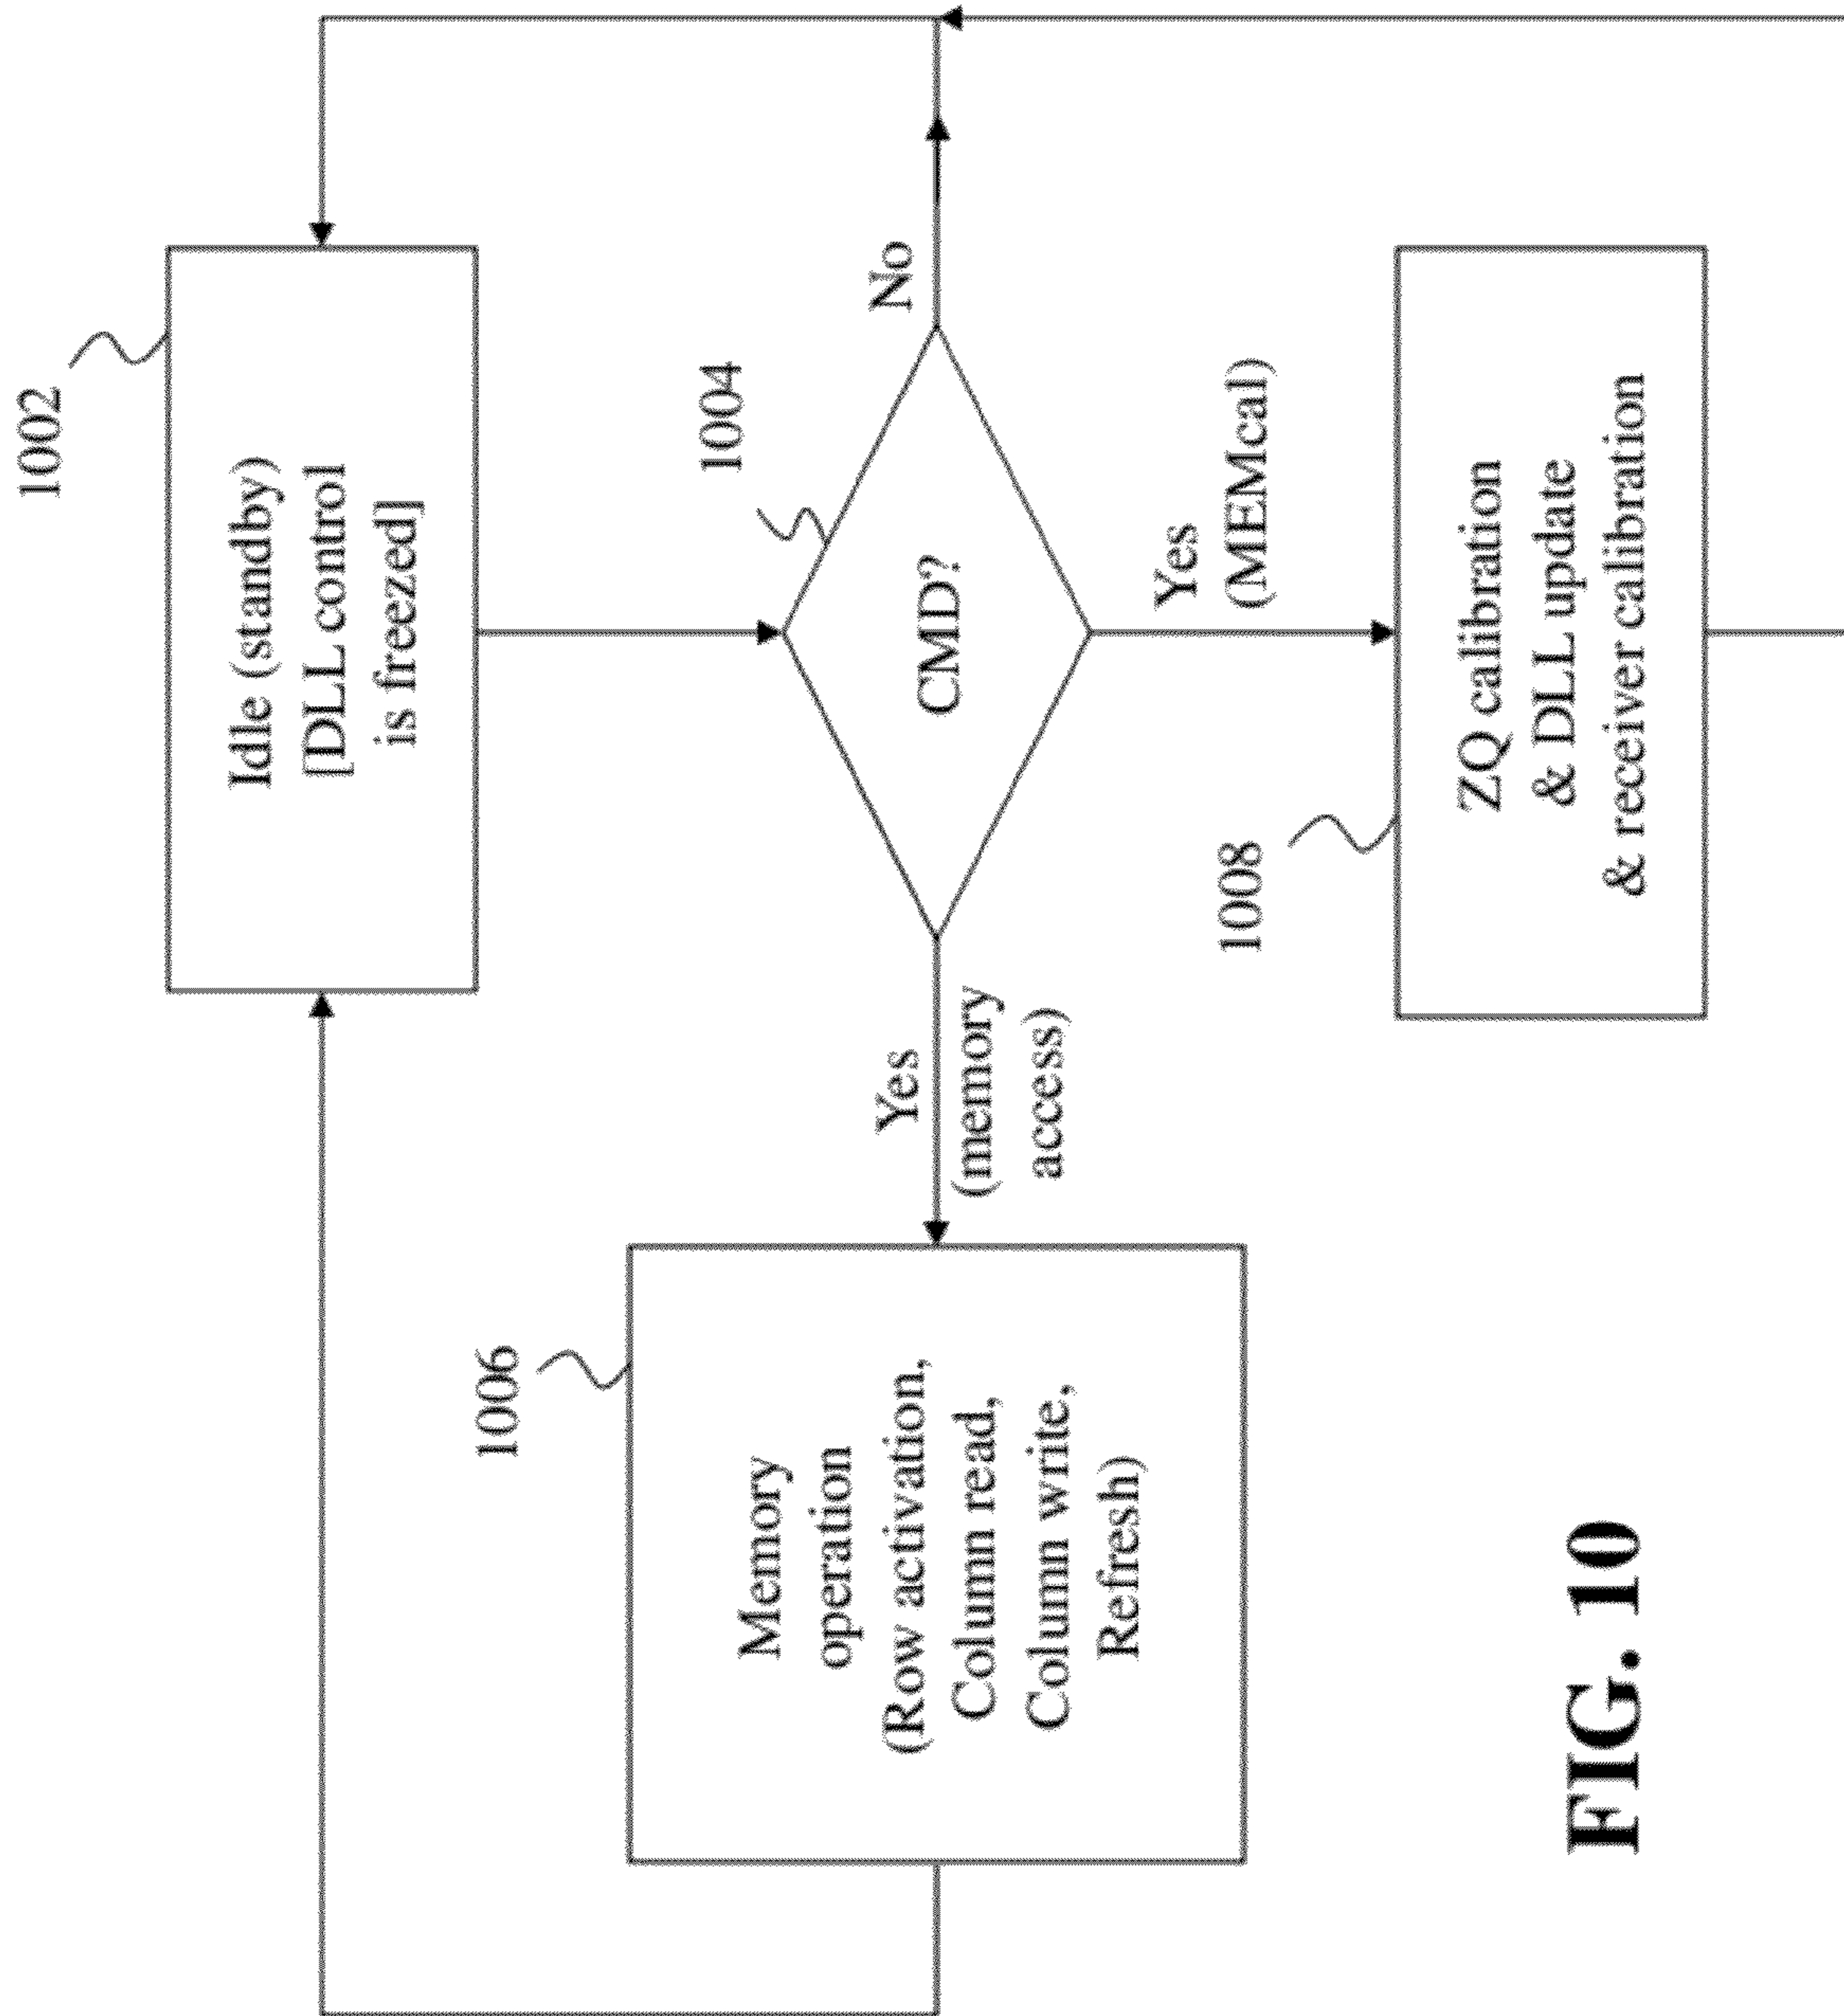 1002
Idle (standby)
[DLL control
is freezed]
1004
CMD?
No
Yes
(memory
access)
1006
Memory
operation
(Row activation,
Column read,
Column write,
Refresh)
Yes
(MEMcal)
1008
ZQ calibration
& DLL update
& receiver calibration
FIG. 10